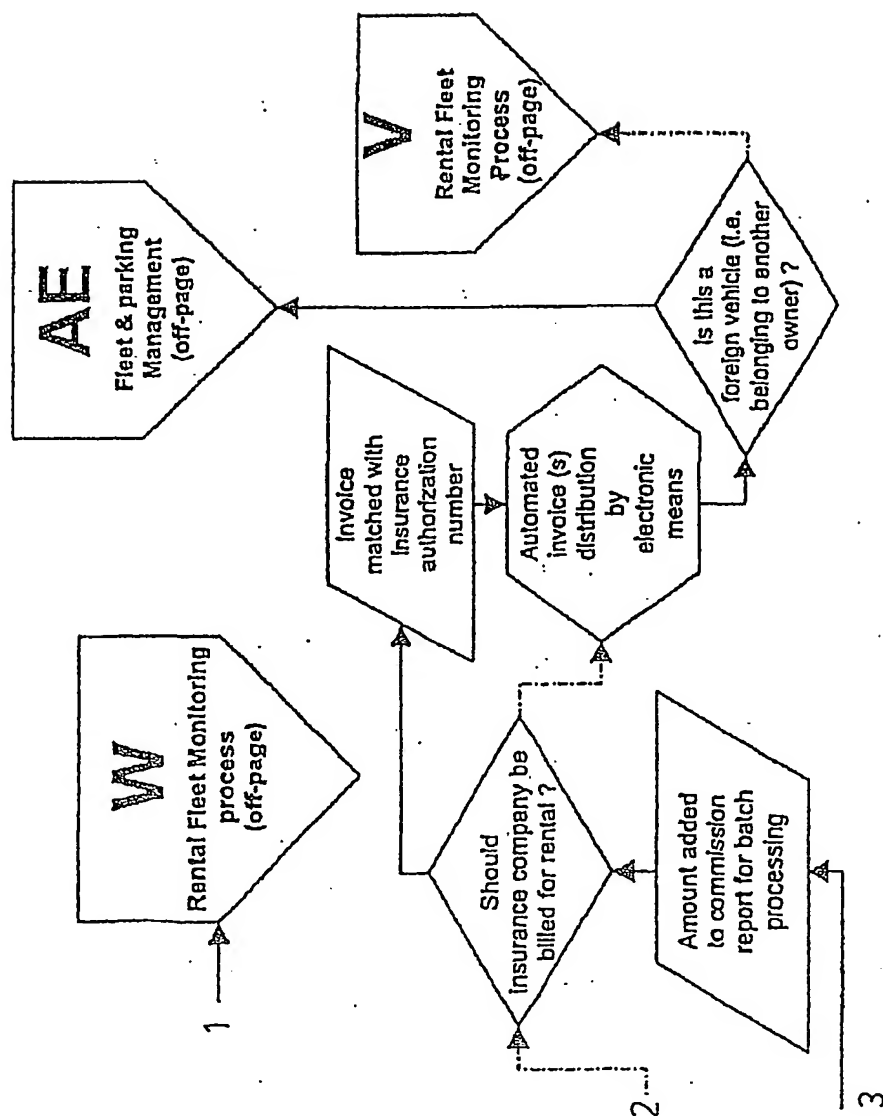 AE
Fleet & parking
Management
(off-page)
V
Rental Fleet
Monitoring
Process
(off-page)
W
Rental Fleet Monitoring
process
(off-page)
1
Invoice
matched with
Insurance
authorization
number
Automated
invoice (s)
distribution
by
electronic
means
Is this a
foreign vehicle (i.e.
belonging to another
owner) ?
Should
insurance company be
billed for rental ?
Amount added
to commission
report for batch
processing
2
3